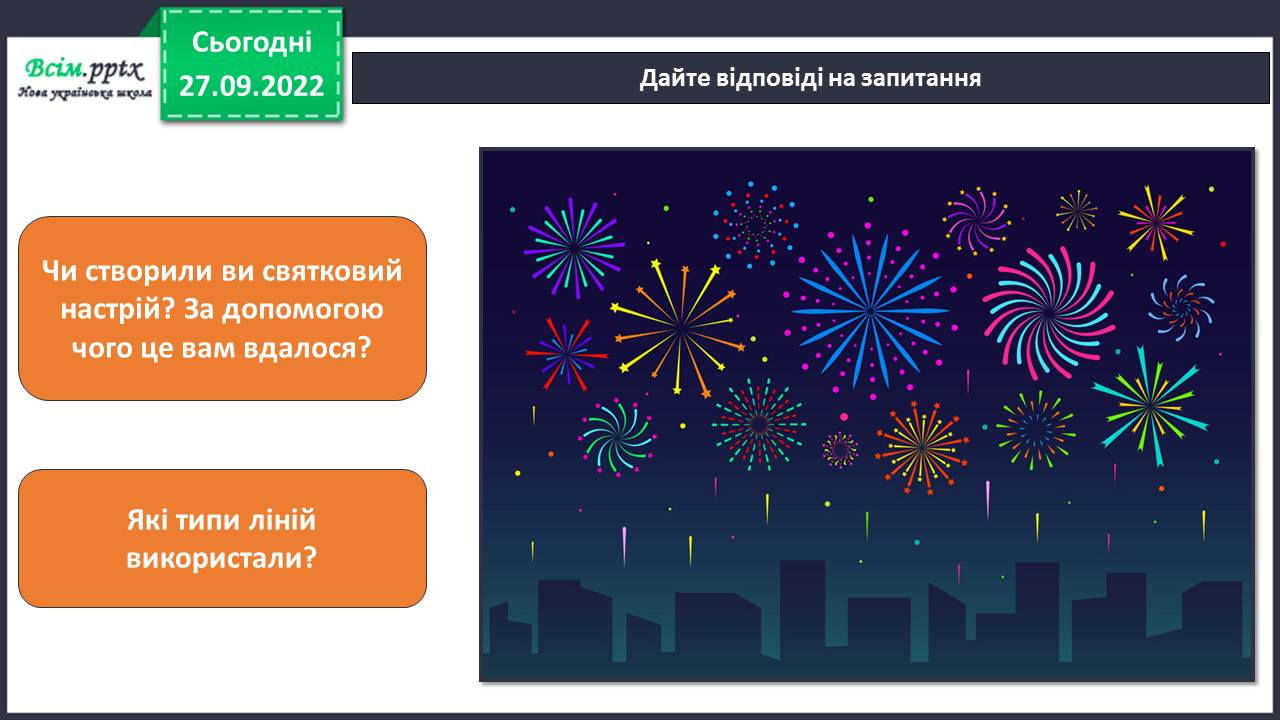 Всім.pptx
Нова українська школа
Сьогодні
27.09.2022
Дайте відповіді на запитання
Чи створили ви святковий
настрій? За допомогою
чого це вам вдалося?
Які типи ліній
використали?